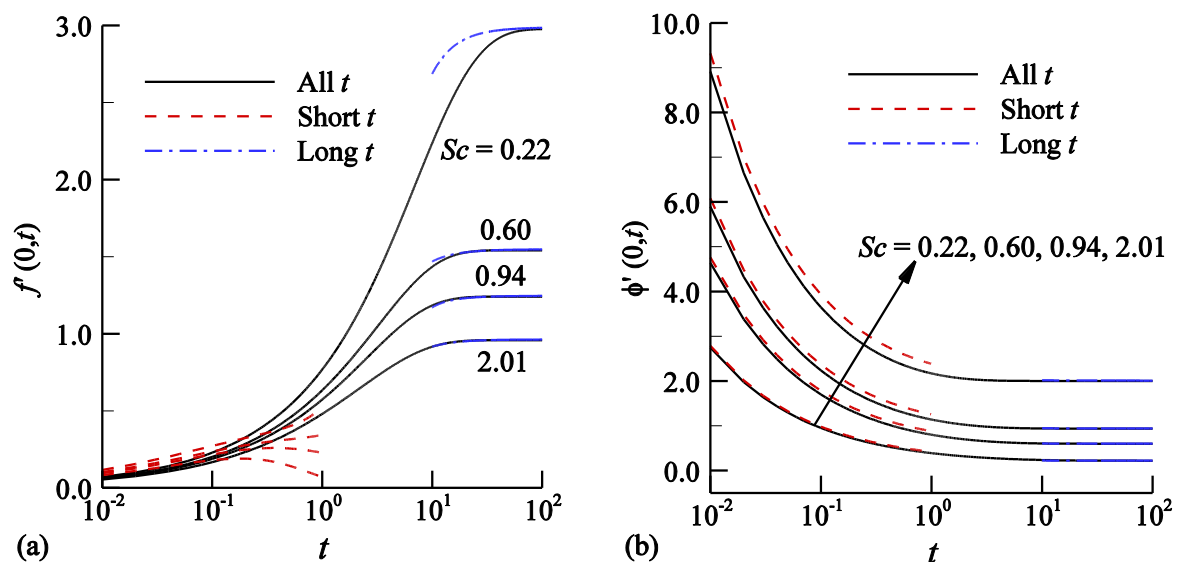 3.0
All t
Short t
Long t
Sc = 0.22
2.0
0.60
0.94
1.0
2.01
0.0
10-2
10-1
100
101
102
f' (0,t)
t
(a)
10.0
All t
Short t
Long t
8.0
6.0
Sc = 0.22, 0.60, 0.94, 2.01
4.0
2.0
0.0
10-2
10-1
100
101
102
ϕ' (0,t)
t
(b)